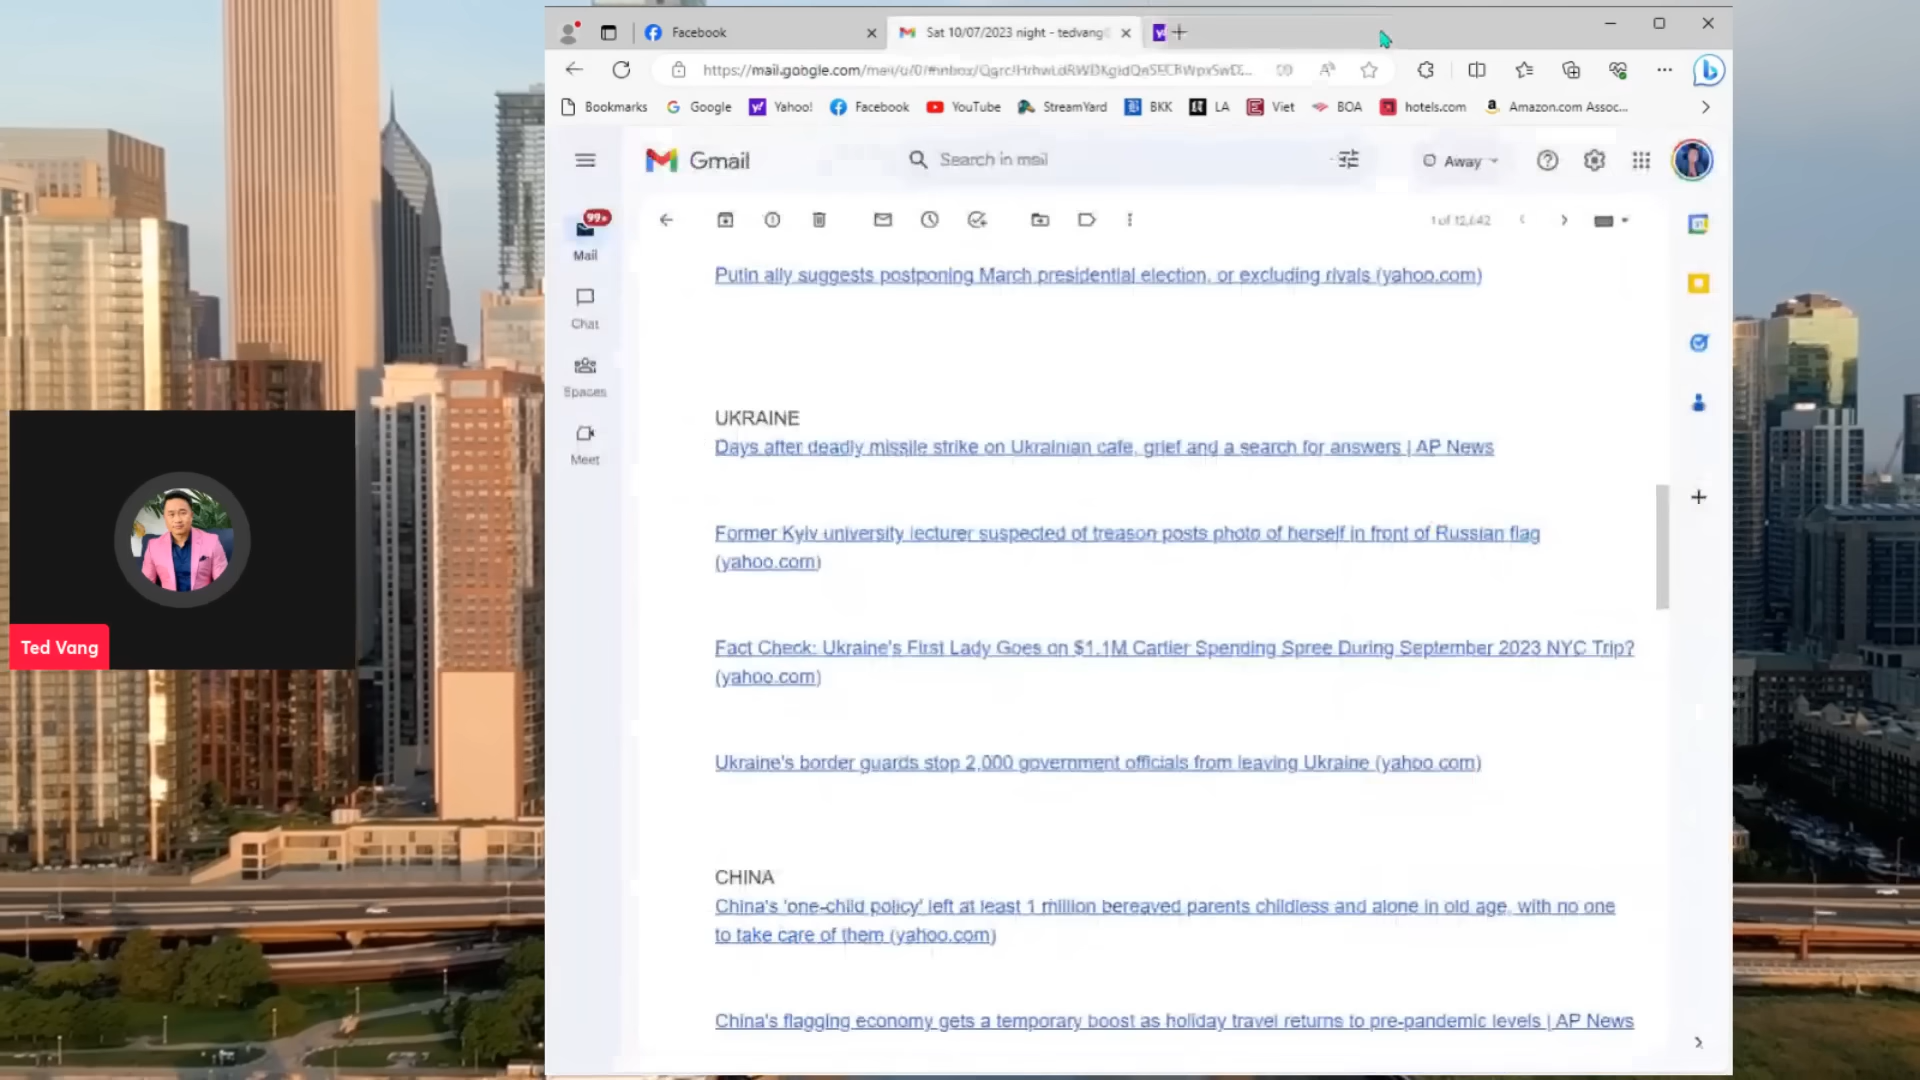 Facebook
Sat 10/07/2023 night - tedvang
Bookmarks
Google
Yahoo!
Facebook
YouTube
StreamYard
BKK
LA
Viet
BOA
hotels.com
Amazon.com Assoc...
Gmail
Search in mail
Away
99+
Mail
Chat
Spaces
Meet
1 of 12,642
Putin ally suggests postponing March presidential election, or excluding rivals (yahoo.com)
UKRAINE
Days after deadly missile strike on Ukrainian cafe, grief and a search for answers | AP News
Former Kyiv university lecturer suspected of treason posts photo of herself in front of Russian flag
(yahoo.com)
Fact Check: Ukraine's First Lady Goes on $1.1M Cartier Spending Spree During September 2023 NYC Trip?
(yahoo.com)
Ukraine's border guards stop 2,000 government officials from leaving Ukraine (yahoo.com)
CHINA
China's 'one-child policy' left at least 1 million bereaved parents childless and alone in old age, with no one
to take care of them (yahoo.com)
China's flagging economy gets a temporary boost as holiday travel returns to pre-pandemic levels | AP News
Ted Vang